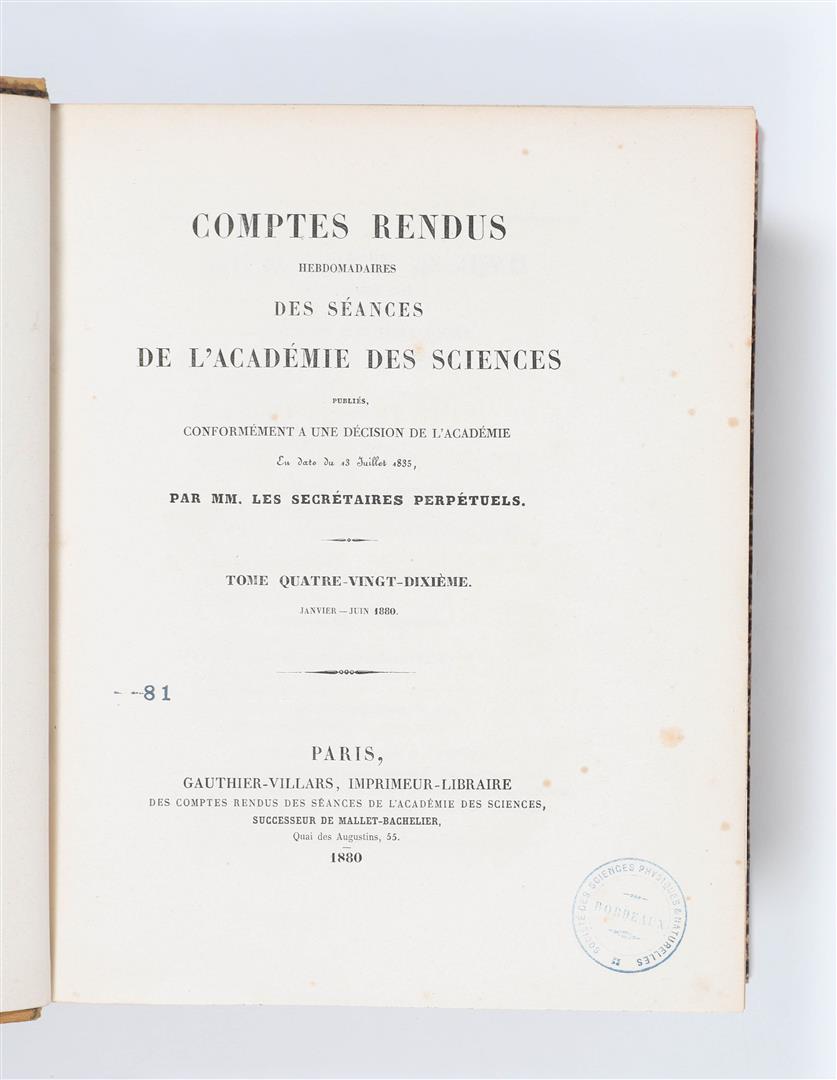 COMPTES RENDUS
HEBDOMADAIRES
DES SÉANCES
DE L'ACADÉMIE DES SCIENCES
PUBLIÉS,
CONFORMÉMENT A UNE DÉCISION DE L'ACADÉMIE
En date du 13 Juillet 1835,
PAR MM. LES SECRÉTAIRES PERPÉTUELS.
TOME QUATRE-VINGT-DIXIÈME.
JANVIER — JUIN 1880.
- --81
PARIS,
GAUTHIER-VILLARS, IMPRIMEUR-LIBRAIRE
DES COMPTES RENDUS DES SÉANCES DE L'ACADÉMIE DES SCIENCES,
SUCCESSEUR DE MALLET-BACHELIER,
Quai des Augustins, 55.
1880
SOCIÉTÉ DES SCIENCES PHYSIQUES & NATURELLES
BORDEAUX